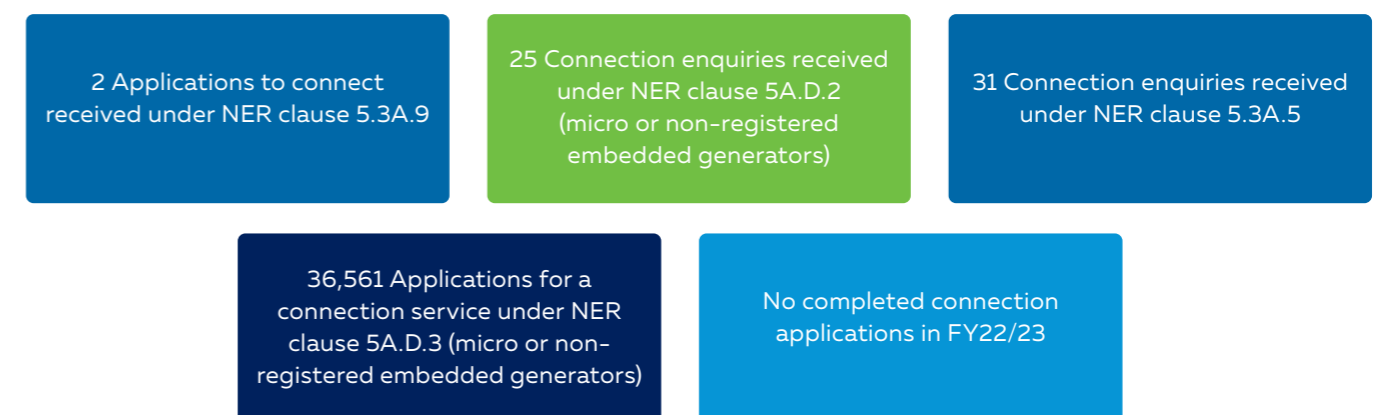 2 Applications to connect
received under NER clause 5.3A.9
25 Connection enquiries received
under NER clause 5A.D.2
(micro or non-registered
embedded generators)
31 Connection enquiries received
under NER clause 5.3A.5
36,561 Applications for a
connection service under NER
clause 5A.D.3 (micro or non-
registered embedded generators)
No completed connection
applications in FY22/23